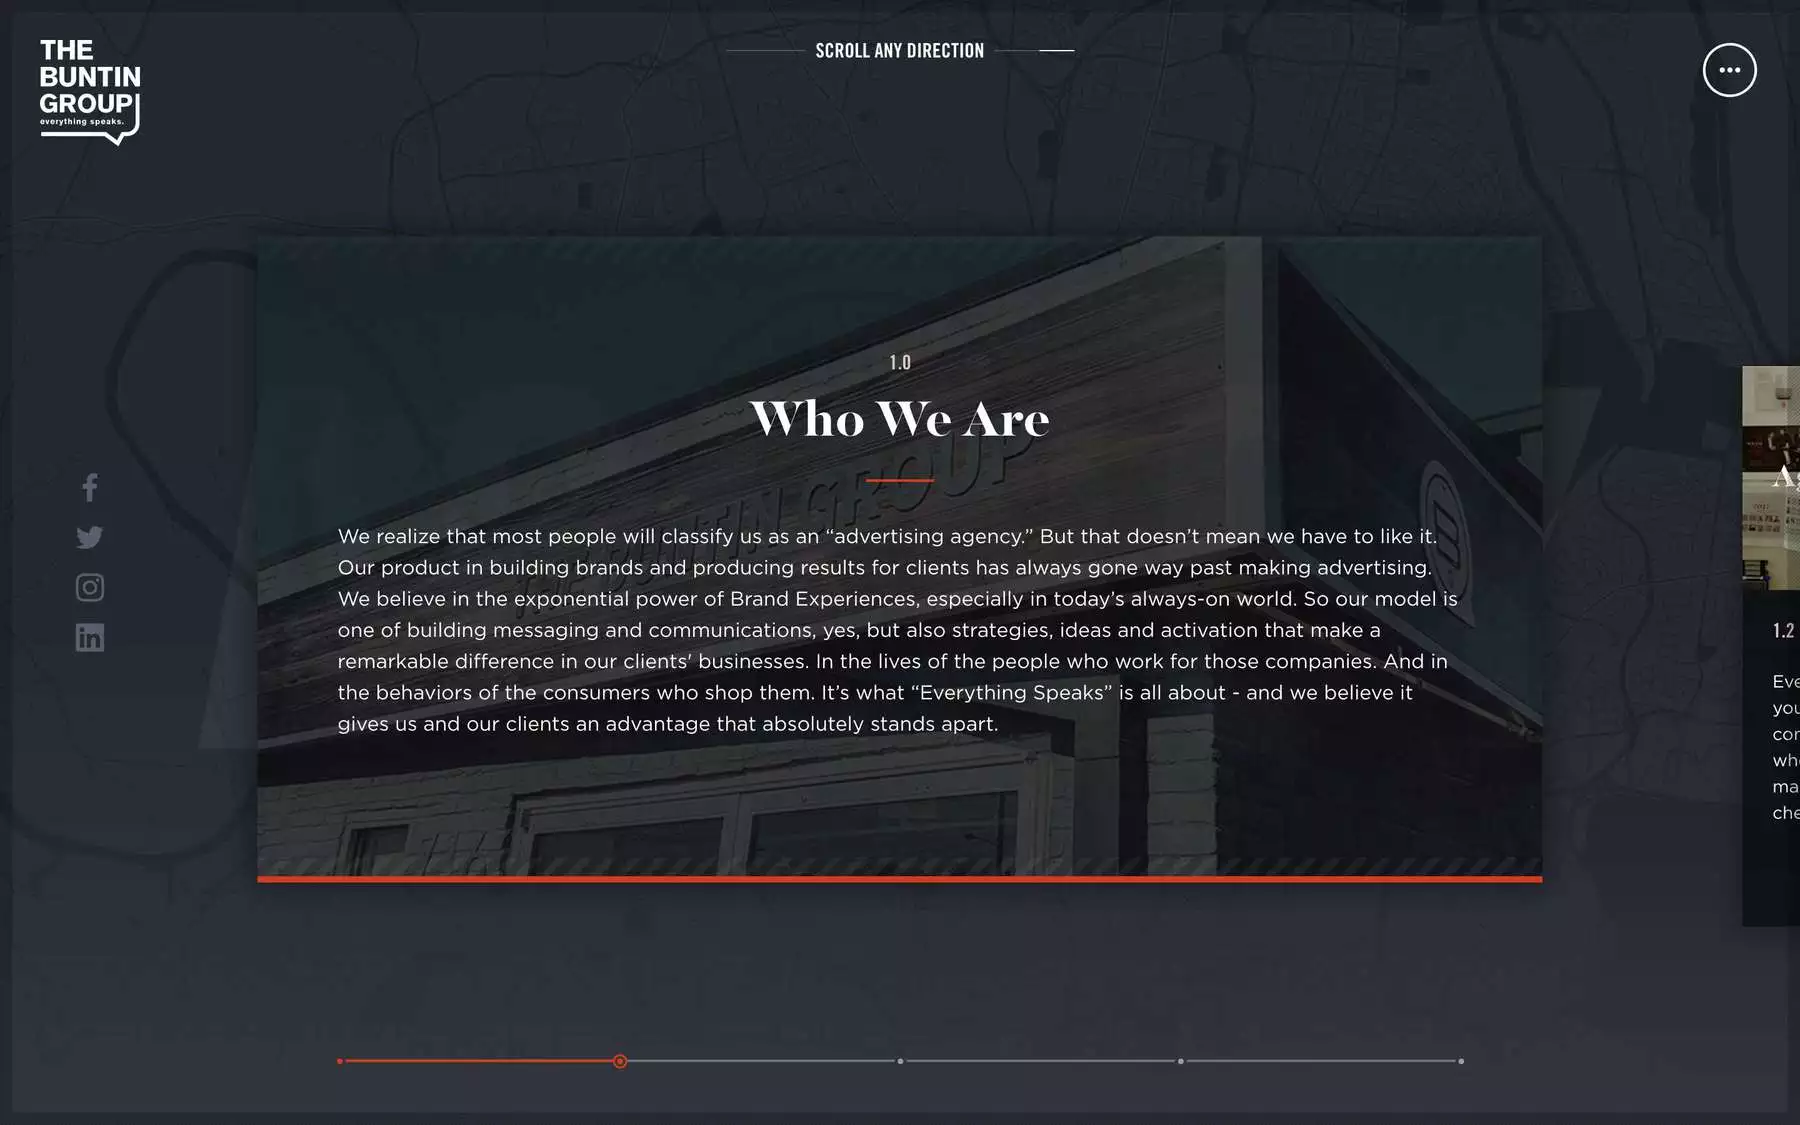 THE
BUNTIN
GROUP
everything speaks.
SCROLL ANY DIRECTION
1.0
Who We Are
THE BUNTIN GROUP
We realize that most people will classify us as an “advertising agency.” But that doesn’t mean we have to like it.
Our product in building brands and producing results for clients has always gone way past making advertising.
We believe in the exponential power of Brand Experiences, especially in today’s always-on world. So our model is
one of building messaging and communications, yes, but also strategies, ideas and activation that make a
remarkable difference in our clients' businesses. In the lives of the people who work for those companies. And in
the behaviors of the consumers who shop them. It’s what “Everything Speaks” is all about - and we believe it
gives us and our clients an advantage that absolutely stands apart.
1.2